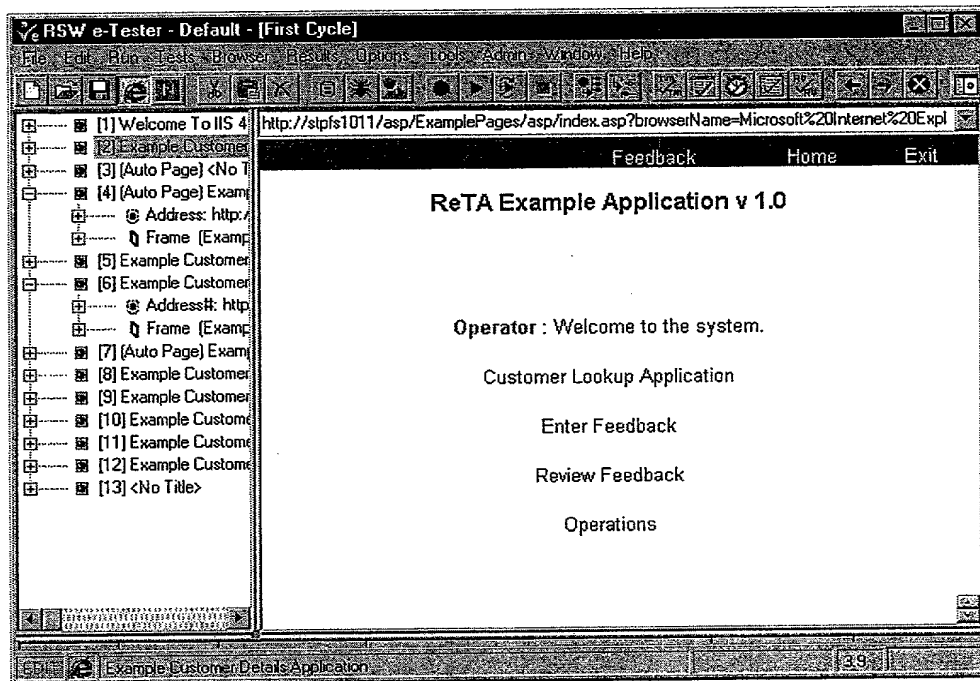 RSW e-Tester - Default - [First Cycle]
File Edit Run Tests Browser Results Options Tools Admin Window Help
[1] Welcome To IIS 4
[2] Example Customer
[3] (Auto Page) <No T
[4] (Auto Page) Exam
Address: http:/
Frame (Examp
[5] Example Customer
[6] Example Customer
Address#: http
Frame (Examp
[7] (Auto Page) Exam
[8] Example Customer
[9] Example Customer
[10] Example Custome
[11] Example Custome
[12] Example Custome
[13] <No Title>
http://stpfs1011/asp/ExamplePages/asp/index.asp?browserName=Microsoft%20Internet%20Expl
Feedback Home Exit
ReTA Example Application v 1.0
Operator : Welcome to the system.
Customer Lookup Application
Enter Feedback
Review Feedback
Operations
EDIT Example Customer Details Application 39